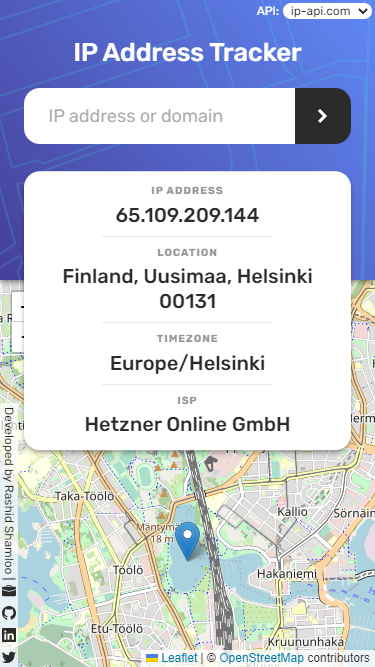 API: ip-api.com
IP Address Tracker
IP address or domain
IP ADDRESS
65.109.209.144
LOCATION
Finland, Uusimaa, Helsinki
00131
TIMEZONE
Europe/Helsinki
ISP
Hetzner Online GmbH
Developed by Rashid Shamloo |
Taka-Töölö
Kallio
Sörnäin
Mäntymä
18 m
Töölö
Hakaniemi
Etu-Töölö
Kruununhaka
Leaflet | © OpenStreetMap contributors